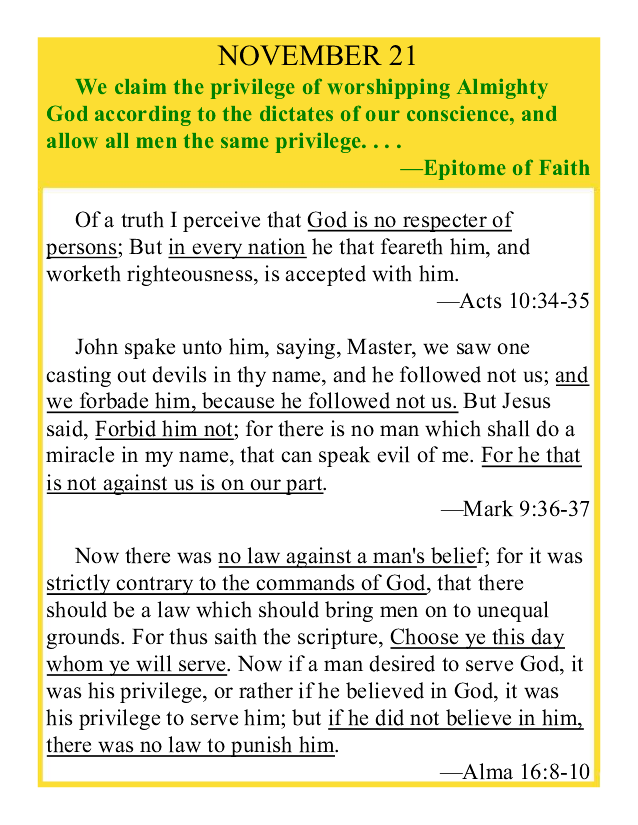 NOVEMBER 21
We claim the privilege of worshipping Almighty
God according to the dictates of our conscience, and
allow all men the same privilege. . . .
—Epitome of Faith
Of a truth I perceive that God is no respecter of
persons; But in every nation he that feareth him, and
worketh righteousness, is accepted with him.
—Acts 10:34-35
John spake unto him, saying, Master, we saw one
casting out devils in thy name, and he followed not us; and
we forbade him, because he followed not us. But Jesus
said, Forbid him not; for there is no man which shall do a
miracle in my name, that can speak evil of me. For he that
is not against us is on our part.
—Mark 9:36-37
Now there was no law against a man's belief; for it was
strictly contrary to the commands of God, that there
should be a law which should bring men on to unequal
grounds. For thus saith the scripture, Choose ye this day
whom ye will serve. Now if a man desired to serve God, it
was his privilege, or rather if he believed in God, it was
his privilege to serve him; but if he did not believe in him,
there was no law to punish him.
—Alma 16:8-10